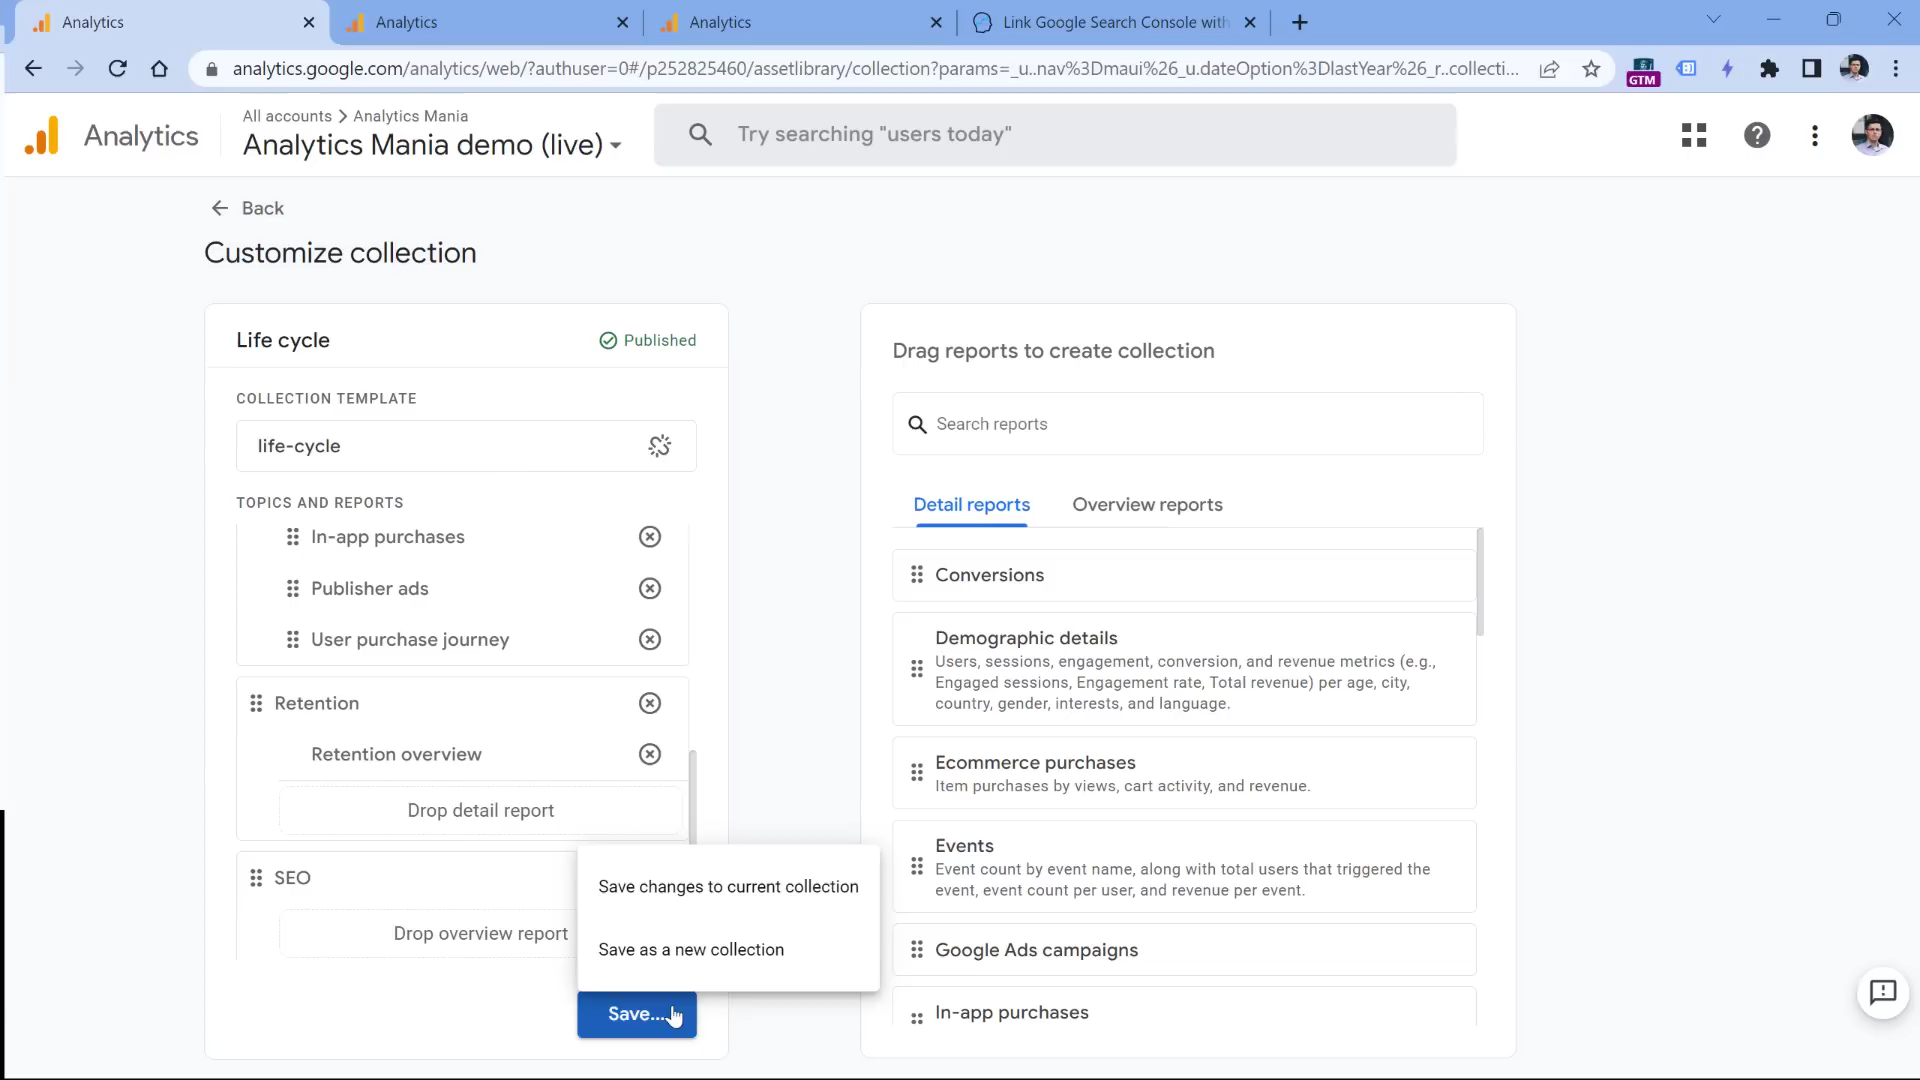 Analytics
Analytics
Analytics
Link Google Search Console with
analytics.google.com/analytics/web/?authuser=0#/p252825460/assetlibrary/collection?params=_u..nav%3Dmaui%26_u.dateOption%3DlastYear%26_r..collecti...
GTM
Analytics
All accounts > Analytics Mania
Analytics Mania demo (live)
Try searching "users today"
Back
Customize collection
Life cycle
Published
COLLECTION TEMPLATE
life-cycle
TOPICS AND REPORTS
In-app purchases
Publisher ads
User purchase journey
Retention
Retention overview
Drop detail report
SEO
Drop overview report
Save changes to current collection
Save as a new collection
Save...
Drag reports to create collection
Search reports
Detail reports
Overview reports
Conversions
Demographic details
Users, sessions, engagement, conversion, and revenue metrics (e.g.,
Engaged sessions, Engagement rate, Total revenue) per age, city,
country, gender, interests, and language.
Ecommerce purchases
Item purchases by views, cart activity, and revenue.
Events
Event count by event name, along with total users that triggered the
event, event count per user, and revenue per event.
Google Ads campaigns
In-app purchases